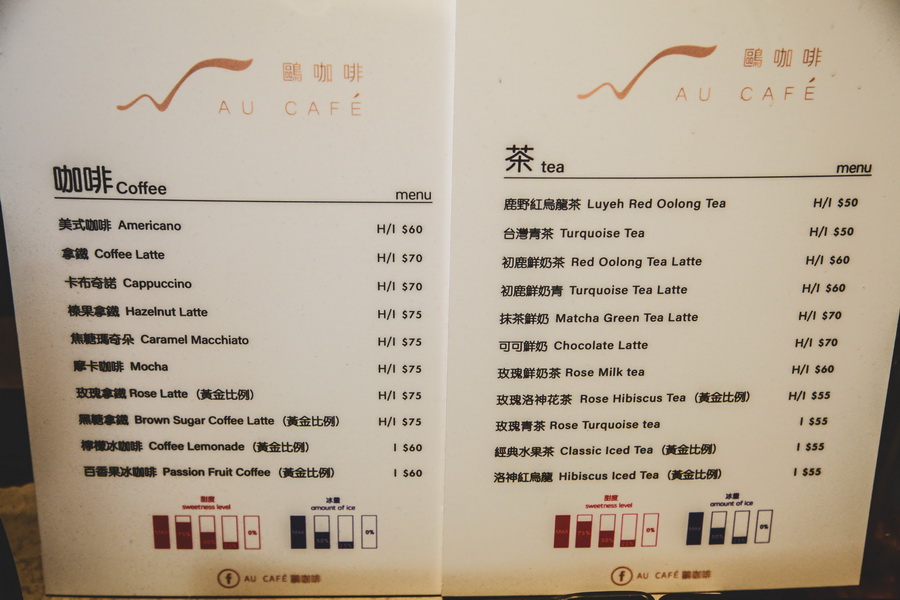 鷗咖啡
AU CAFÉ
咖啡 Coffee menu
美式咖啡 Americano H/I $60
拿鐵 Coffee Latte H/I $70
卡布奇諾 Cappuccino H/I $70
榛果拿鐵 Hazelnut Latte H/I $75
焦糖瑪奇朵 Caramel Macchiato H/I $75
摩卡咖啡 Mocha H/I $75
玫瑰拿鐵 Rose Latte (黃金比例) H/I $75
黑糖拿鐵 Brown Sugar Coffee Latte (黃金比例) H/I $75
檸檬冰咖啡 Coffee Lemonade (黃金比例) I $60
百香果冰咖啡 Passion Fruit Coffee (黃金比例) I $60
甜度 冰量
sweetness level amount of ice
0% 0%
AU CAFÉ 鷗咖啡
鷗咖啡
AU CAFÉ
茶 tea menu
鹿野紅烏龍茶 Luyeh Red Oolong Tea H/I $50
台灣青茶 Turquoise Tea H/I $50
初鹿鮮奶茶 Red Oolong Tea Latte H/I $60
初鹿鮮奶青 Turquoise Tea Latte H/I $60
抹茶鮮奶 Matcha Green Tea Latte H/I $70
可可鮮奶 Chocolate Latte H/I $70
玫瑰鮮奶茶 Rose Milk tea H/I $60
玫瑰洛神花茶 Rose Hibiscus Tea (黃金比例) H/I $55
玫瑰青茶 Rose Turquoise tea I $55
經典水果茶 Classic Iced Tea (黃金比例) I $55
洛神紅烏龍 Hibiscus Iced Tea (黃金比例) I $55
甜度 冰量
sweetness level amount of ice
0% 0%
AU CAFÉ 鷗咖啡